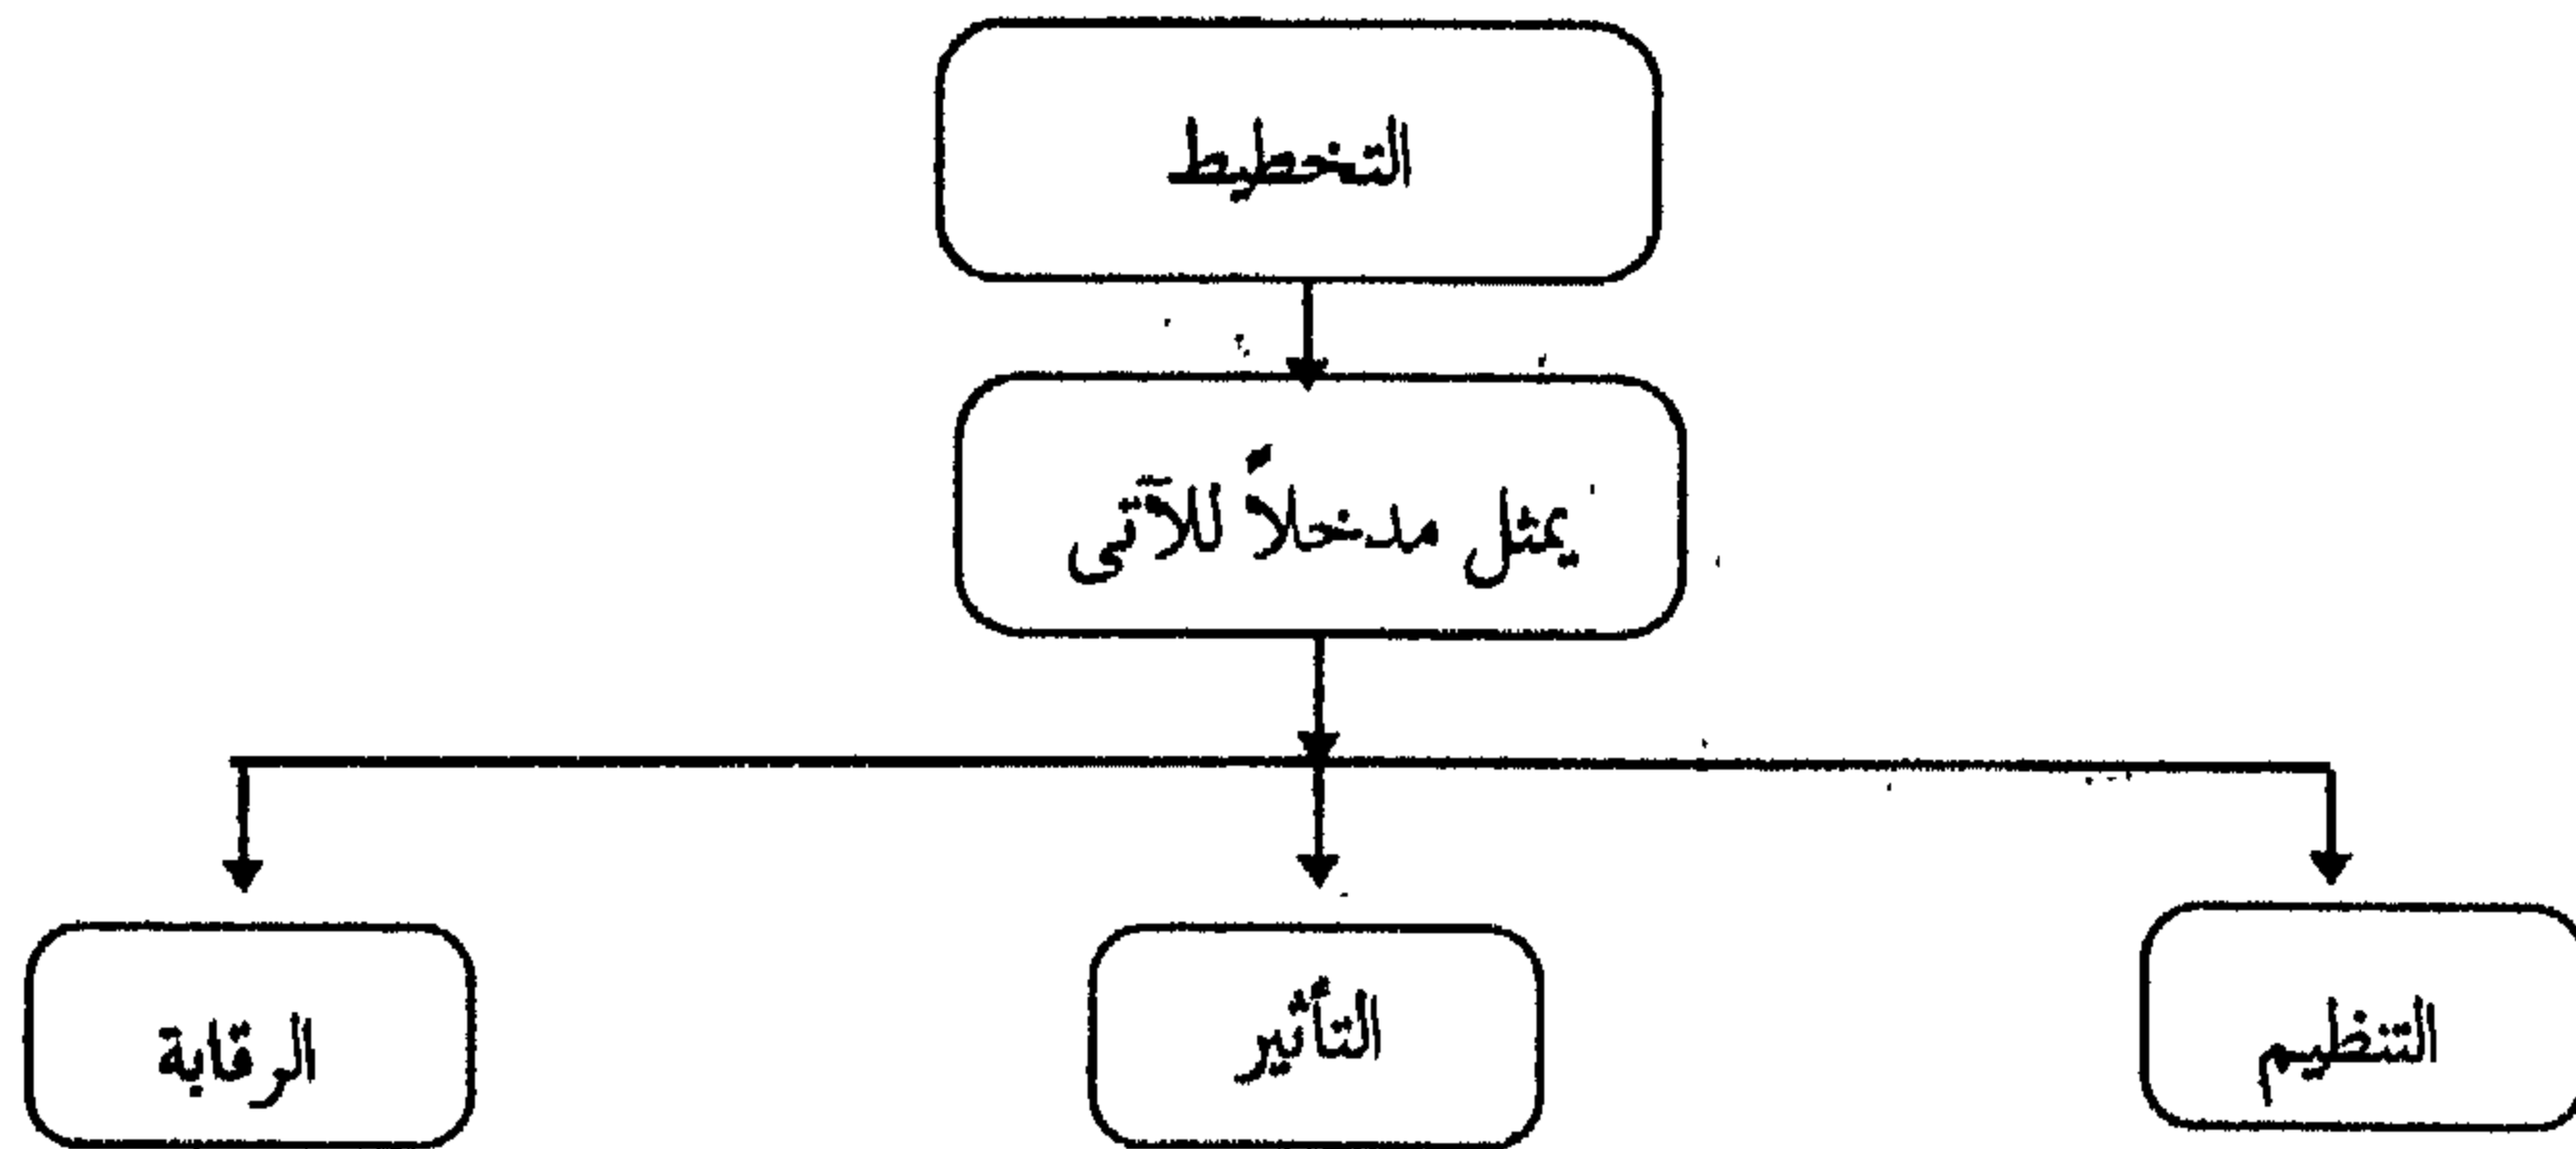 التخطيط
يمثل مدخلاً للآتى
التنظيم
التأثير
الرقابة